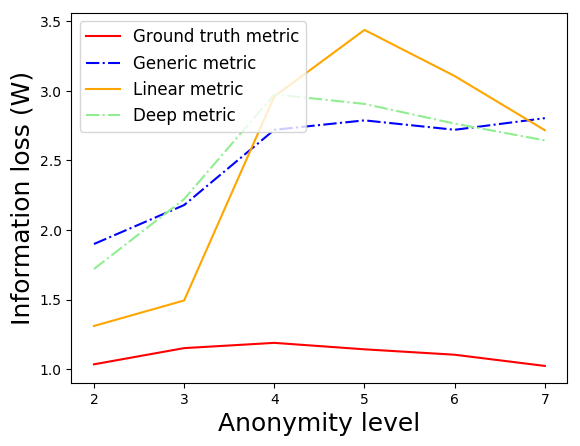 Ground truth metric
Generic metric
Linear metric
Deep metric
3.5
3.0
2.5
2.0
1.5
1.0
Information loss (W)
2 3 4 5 6 7
Anonymity level